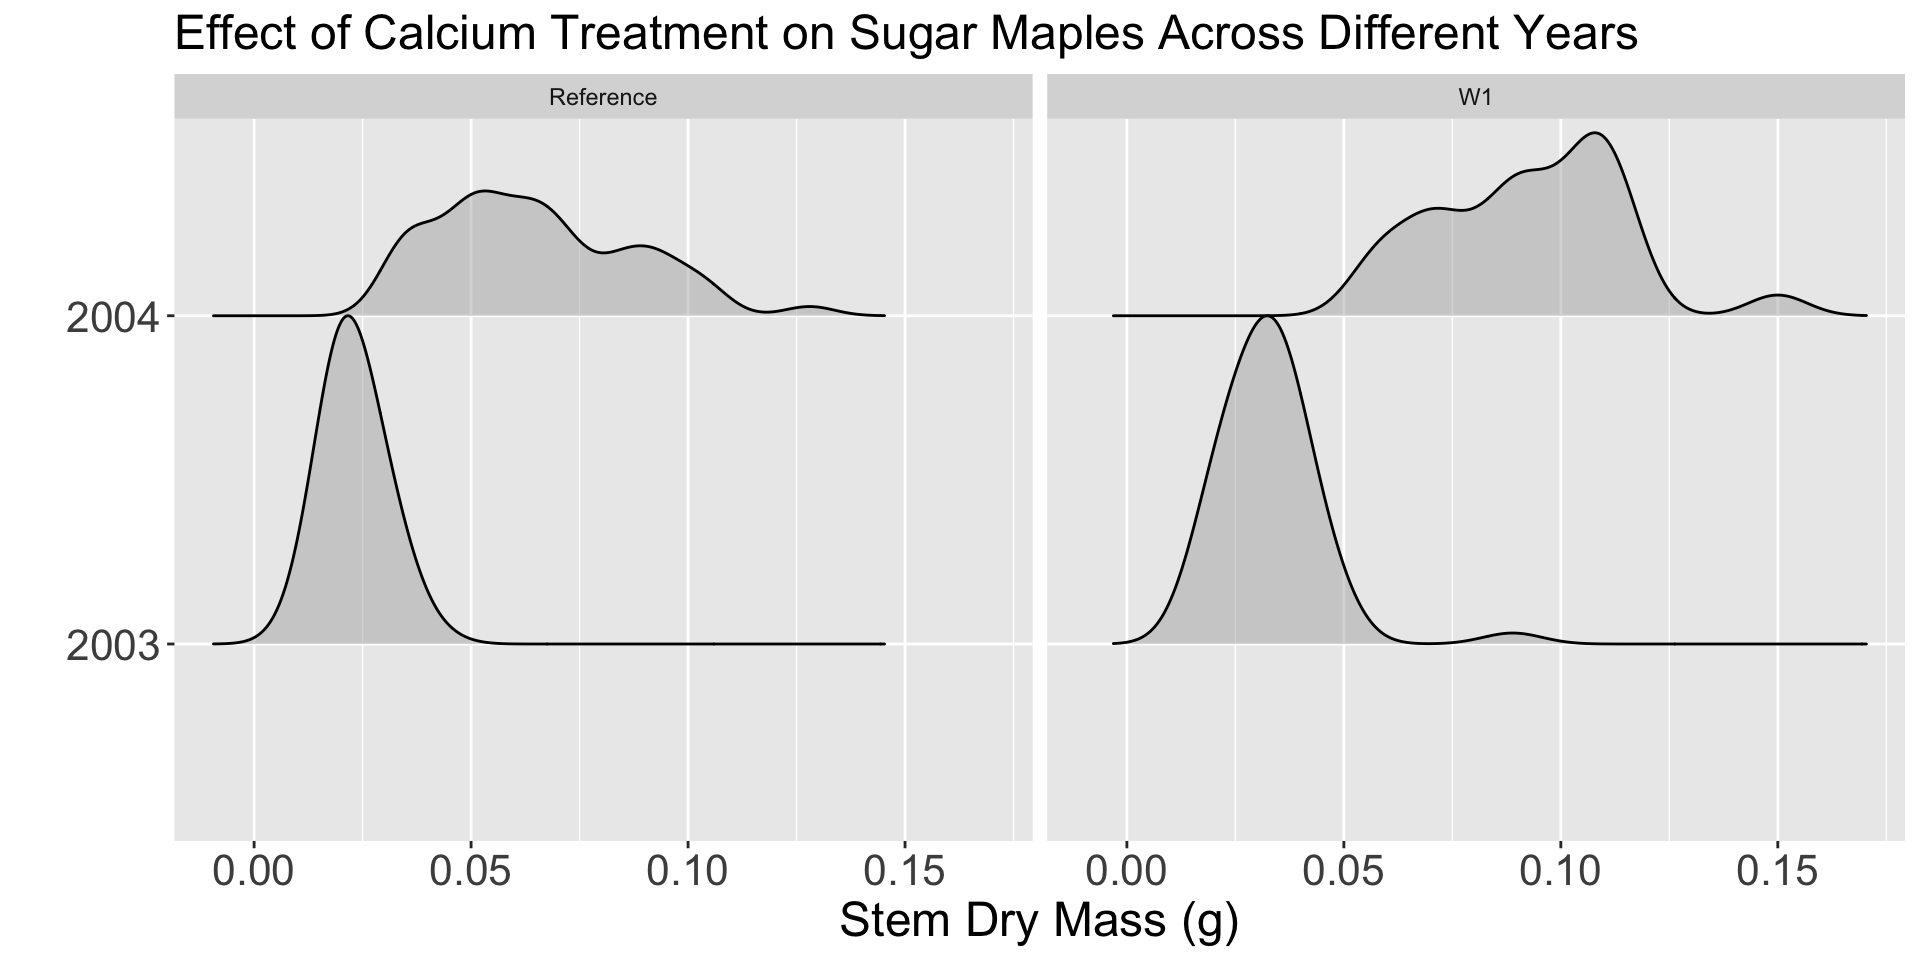 Effect of Calcium Treatment on Sugar Maples Across Different Years
Reference
W1
2004
2003
0.00 0.05 0.10 0.15
0.00 0.05 0.10 0.15
Stem Dry Mass (g)